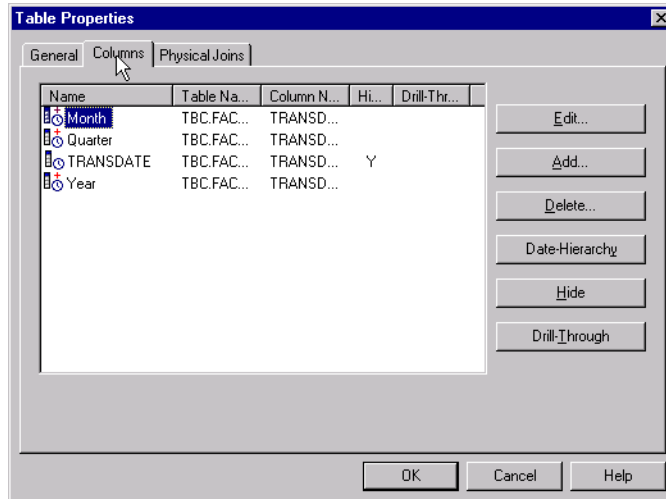 Table Properties
General Columns Physical Joins
Name Table Na... Column N... Hi... Drill-Thr...
Month TBC.FAC... TRANSD...
Quarter TBC.FAC... TRANSD...
TRANSDATE TBC.FAC... TRANSD... Y
Year TBC.FAC... TRANSD...
Edit...
Add...
Delete...
Date-Hierarchy
Hide
Drill-Through
OK Cancel Help